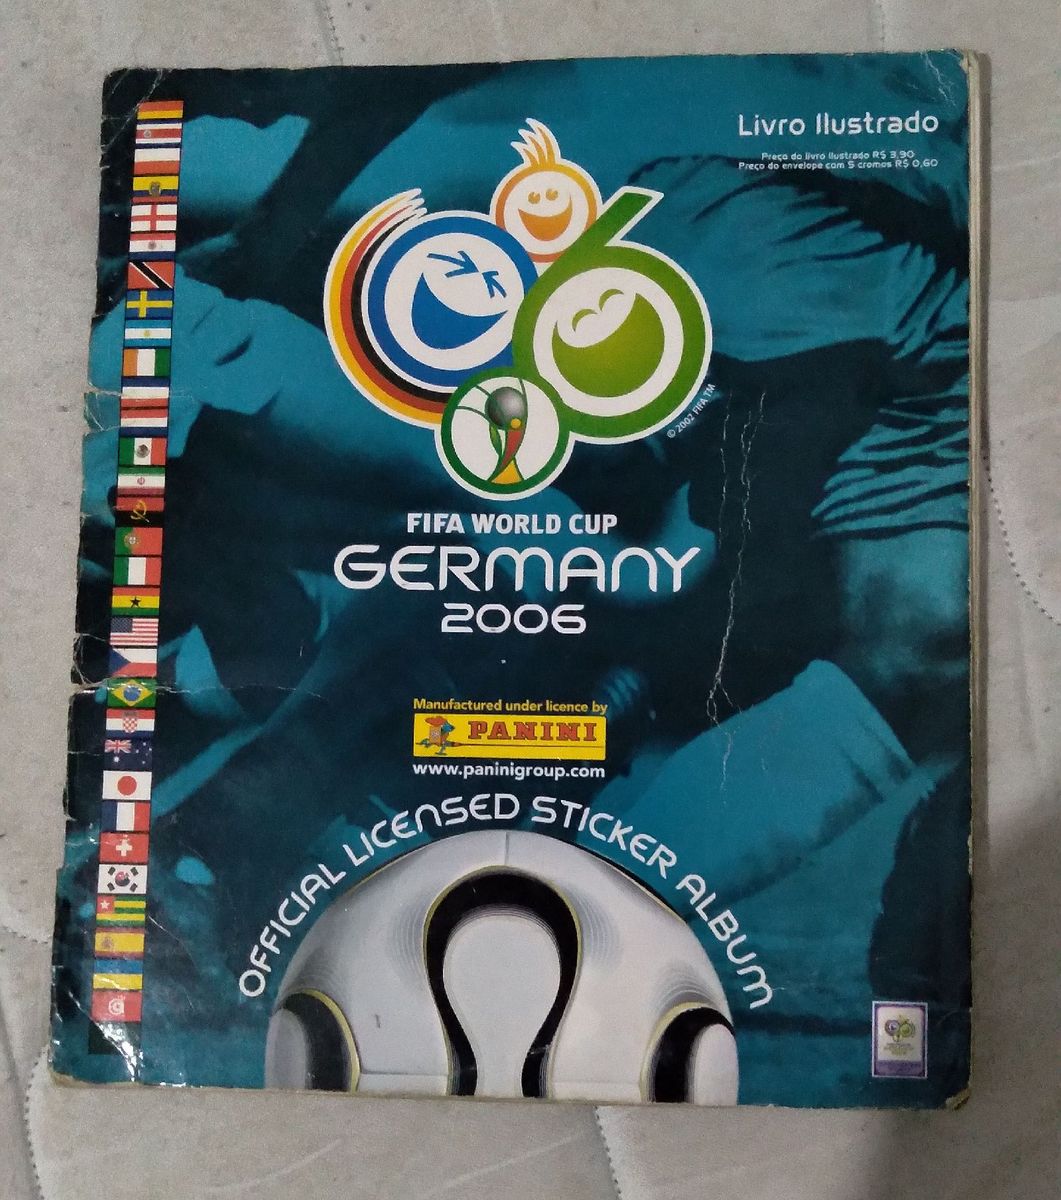 Livro Ilustrado
Preço do livro ilustrado R$ 3,90
Preço do envelope com 5 cromos R$ 0,60
© 2002 FIFA TM
FIFA WORLD CUP
GERMANY
2006
Manufactured under licence by
PANINI
www.paninigroup.com
OFFICIAL LICENSED STICKER ALBUM